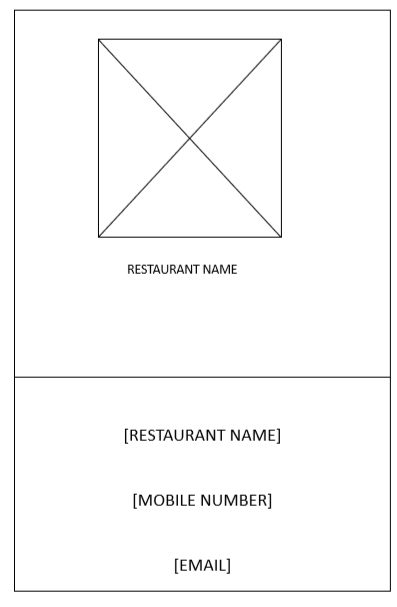 RESTAURANT NAME
[RESTAURANT NAME]
[MOBILE NUMBER]
[EMAIL]